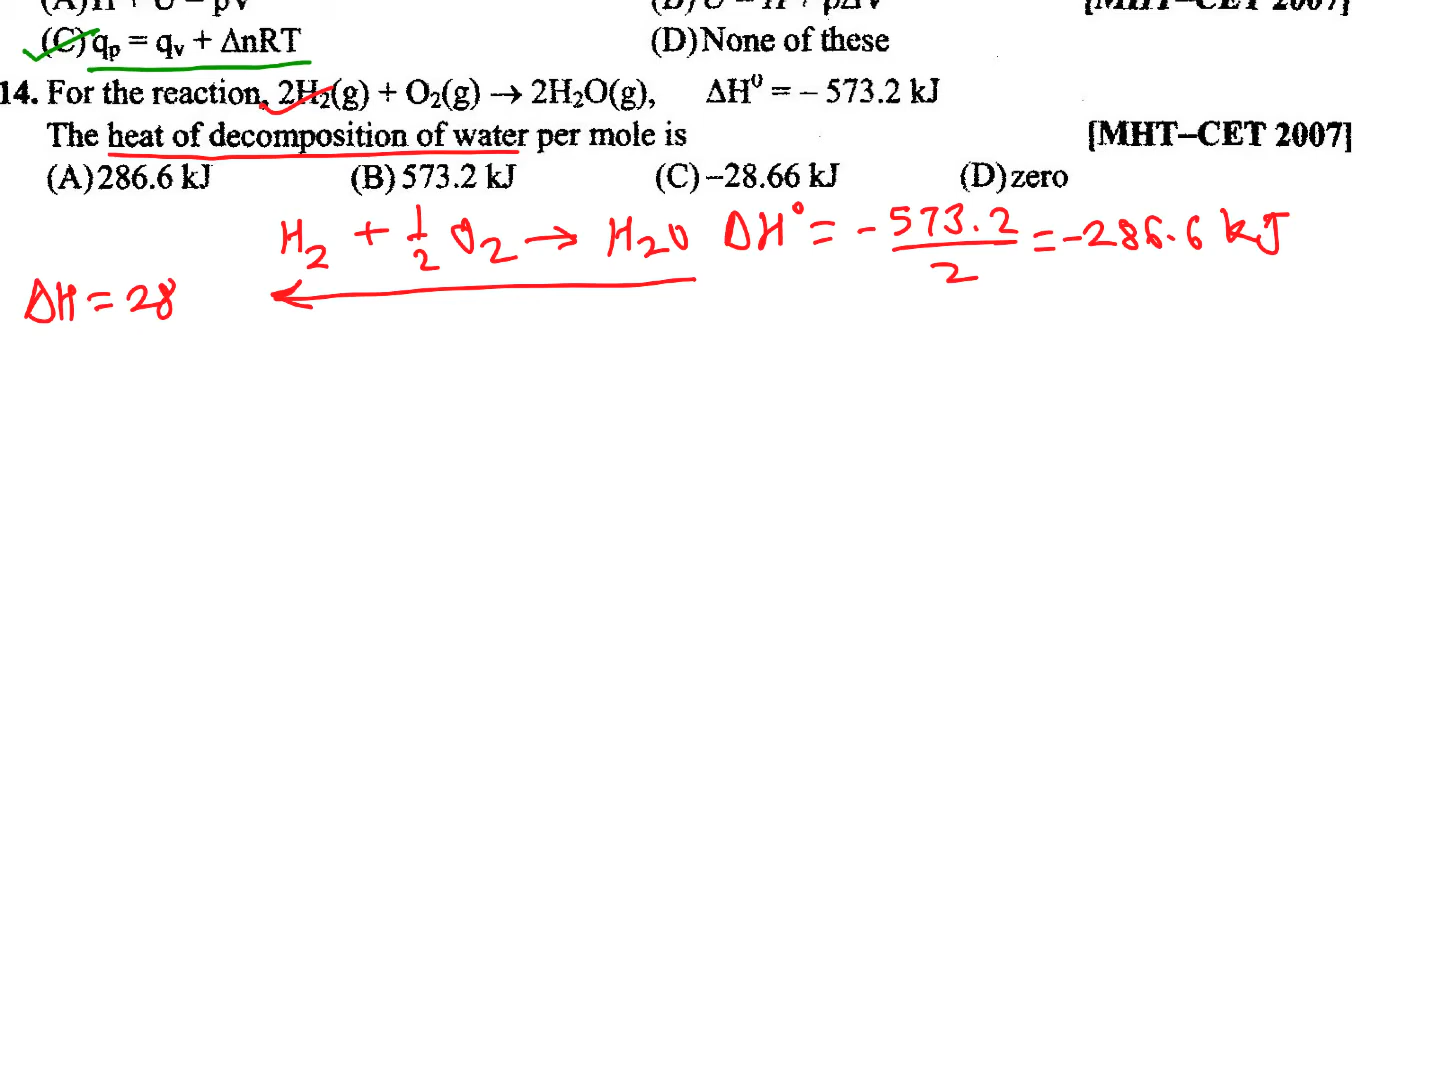 (C) qp = qv + ΔnRT (D) None of these
14. For the reaction, 2H₂(g) + O₂(g) → 2H₂O(g), ΔH⁰ = – 573.2 kJ
The heat of decomposition of water per mole is [MHT–CET 2007]
(A) 286.6 kJ (B) 573.2 kJ (C) –28.66 kJ (D) zero
H₂ + 1/2 O₂ → H₂O ΔH° = - 573.2/2 = -286.6 kJ
ΔH = 28